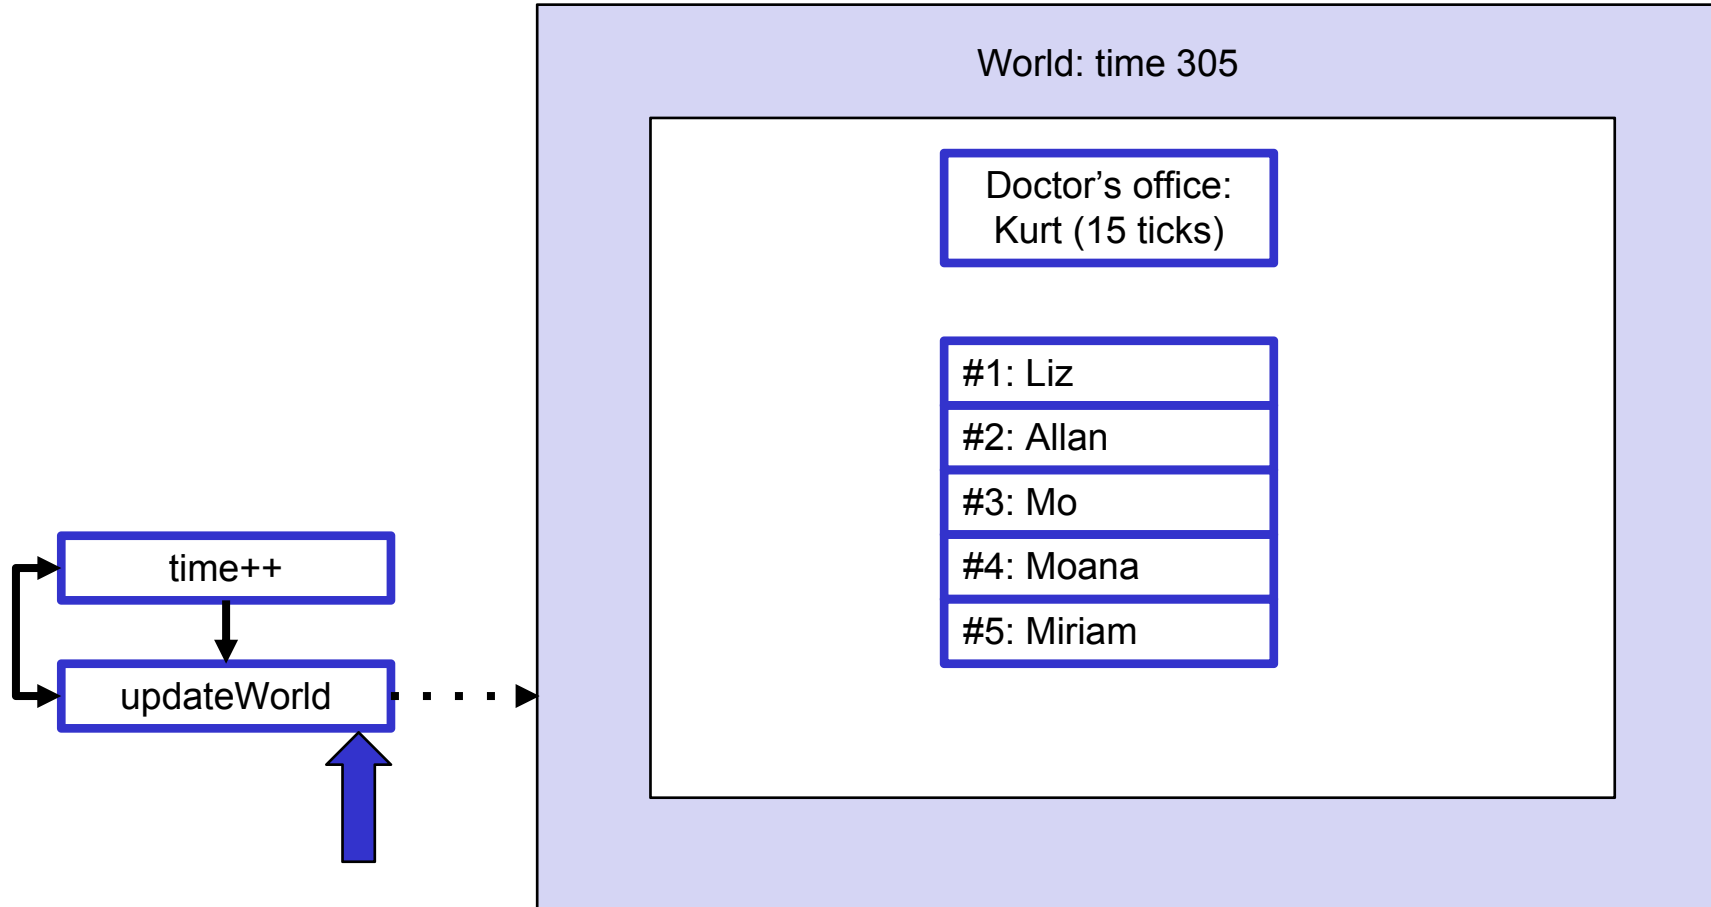 World: time 305
Doctor’s office:
Kurt (15 ticks)
#1: Liz
#2: Allan
#3: Mo
#4: Moana
#5: Miriam
time++
updateWorld